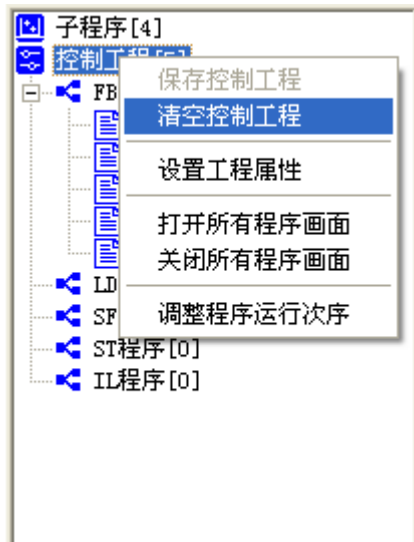 子程序[4]
控制工程[5]
FB
保存控制工程
清空控制工程
设置工程属性
打开所有程序画面
关闭所有程序画面
LD
SF
调整程序运行次序
ST程序[0]
IL程序[0]